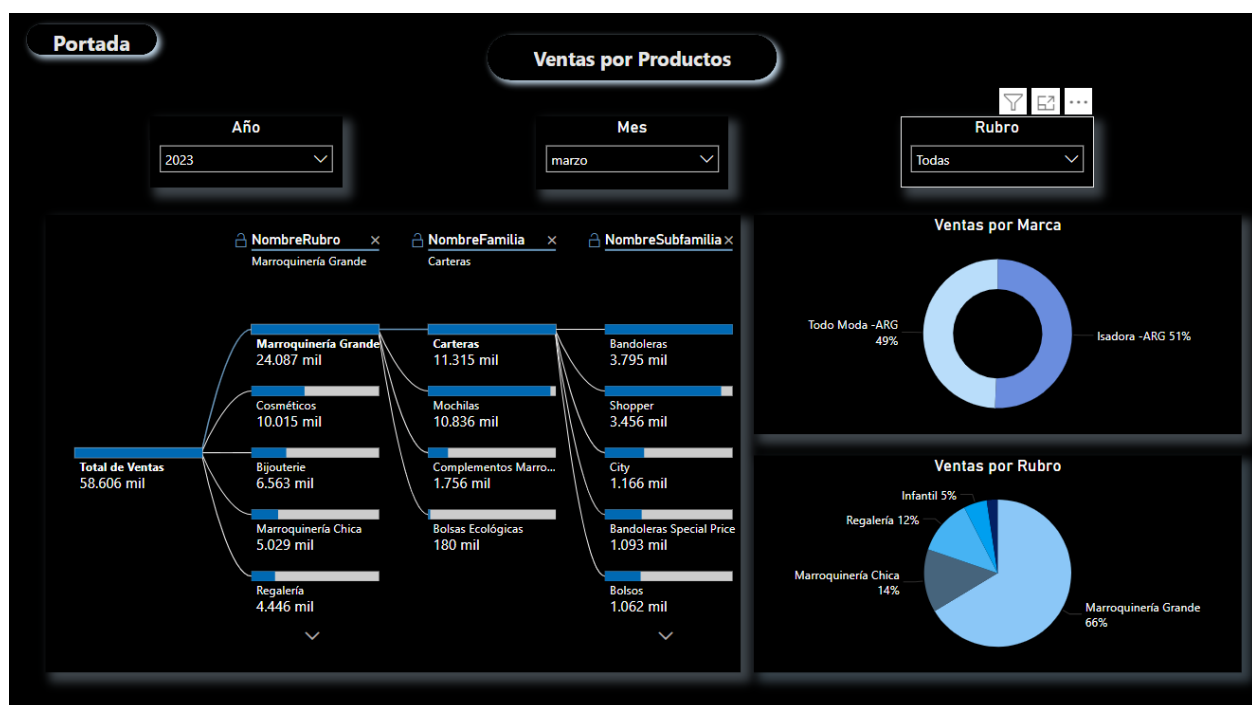 Portada
Ventas por Productos
Año
2023
Mes
marzo
Rubro
Todas
NombreRubro
Marroquinería Grande
NombreFamilia
Carteras
NombreSubfamilia
Total de Ventas
58.606 mil
Marroquinería Grande
24.087 mil
Cosméticos
10.015 mil
Bijouterie
6.563 mil
Marroquinería Chica
5.029 mil
Regalería
4.446 mil
Carteras
11.315 mil
Mochilas
10.836 mil
Complementos Marro...
1.756 mil
Bolsas Ecológicas
180 mil
Bandoleras
3.795 mil
Shopper
3.456 mil
City
1.166 mil
Bandoleras Special Price
1.093 mil
Bolsos
1.062 mil
Ventas por Marca
Todo Moda -ARG
49%
Isadora -ARG 51%
Ventas por Rubro
Infantil 5%
Regalería 12%
Marroquinería Chica
14%
Marroquinería Grande
66%